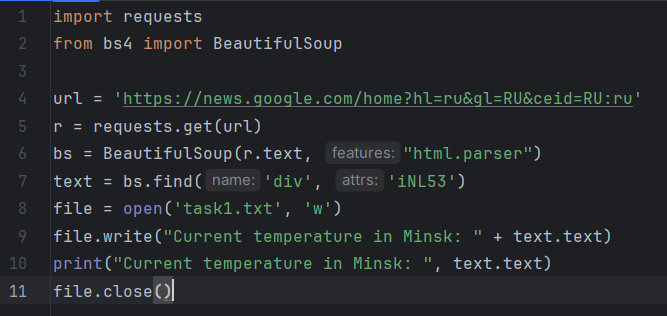 1 import requests
2 from bs4 import BeautifulSoup
3
4 url = 'https://news.google.com/home?hl=ru&gl=RU&ceid=RU:ru'
5 r = requests.get(url)
6 bs = BeautifulSoup(r.text, features: "html.parser")
7 text = bs.find( name: 'div', attrs: 'iNL53')
8 file = open('task1.txt', 'w')
9 file.write("Current temperature in Minsk: " + text.text)
10 print("Current temperature in Minsk: ", text.text)
11 file.close()